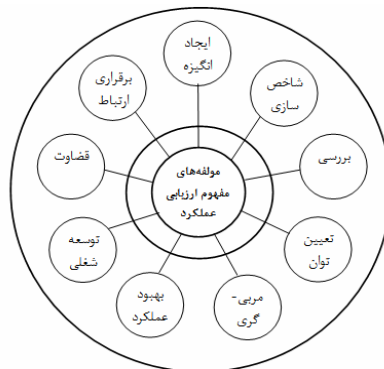 ایجاد
انگیزه
شاخص
سازی
بررسی
تعیین
توان
مربی-
گری
بهبود
عملکرد
توسعه
شغلی
قضاوت
برقراری
ارتباط
مولفه‌های
مفهوم ارزیابی
عملکرد